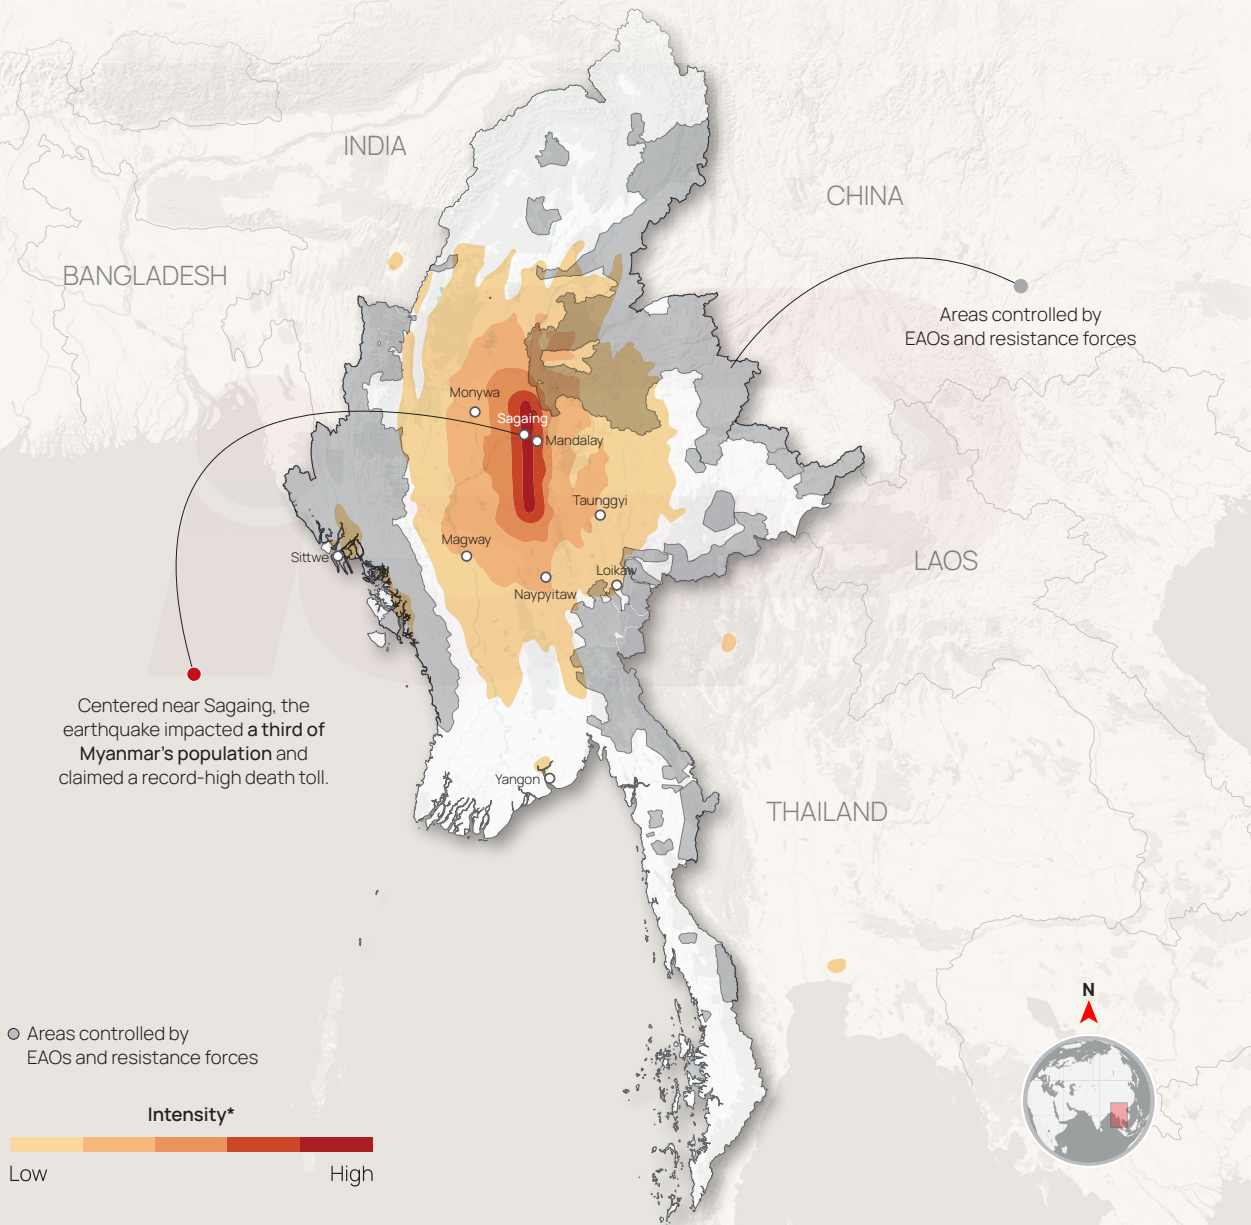 INDIA
CHINA
BANGLADESH
Areas controlled by
EAOs and resistance forces
Monywa
Sagaing
Mandalay
Taunggyi
Magway
Sittwe
Loikaw
Naypyitaw
LAOS
Centered near Sagaing, the
earthquake impacted a third of
Myanmar's population and
claimed a record-high death toll.
Yangon
THAILAND
N
Areas controlled by
EAOs and resistance forces
Intensity*
Low
High